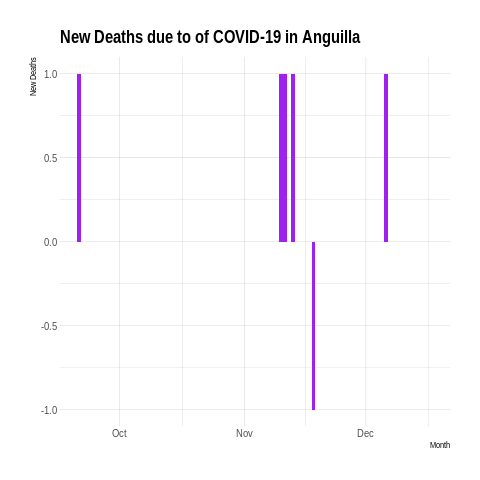 New Deaths due to of COVID-19 in Anguilla
New Deaths
1.0
0.5
0.0
-0.5
-1.0
Oct Nov Dec
Month